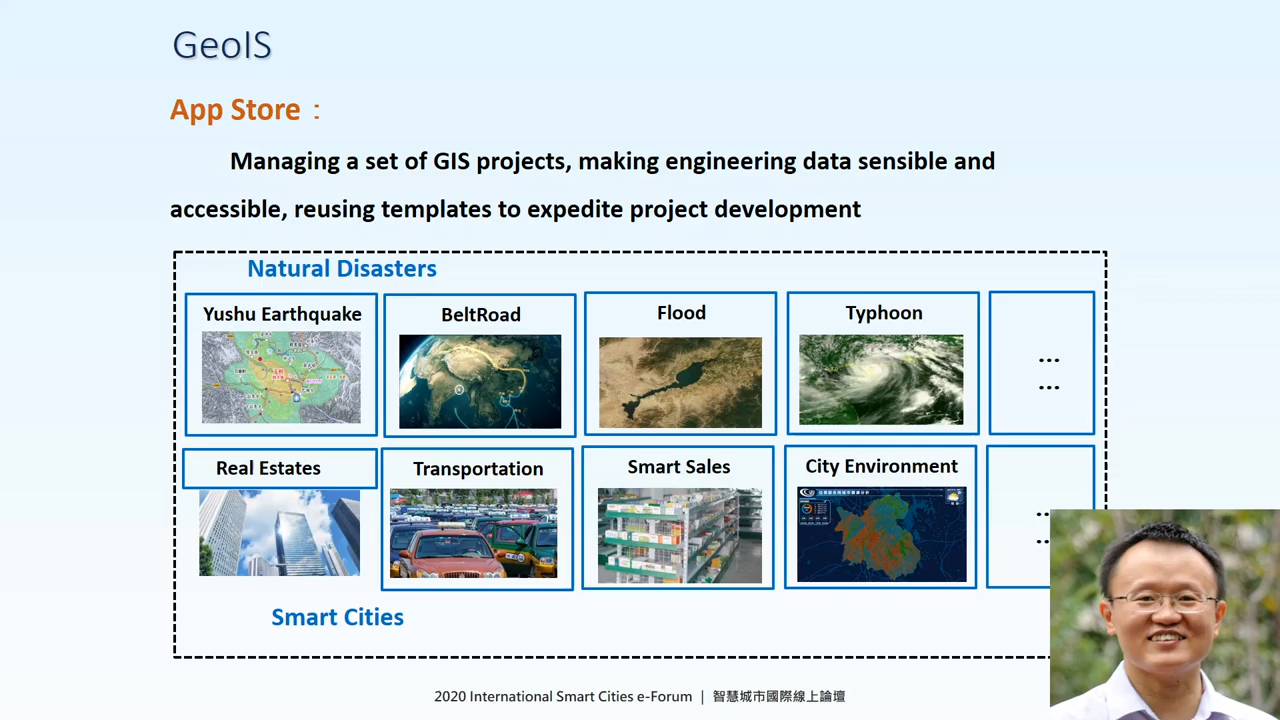 GeoIS
App Store：
Managing a set of GIS projects, making engineering data sensible and
accessible, reusing templates to expedite project development
Natural Disasters
Yushu Earthquake
BeltRoad
Flood
Typhoon
...
...
Real Estates
Transportation
Smart Sales
City Environment
Smart Cities
2020 International Smart Cities e-Forum | 智慧城市國際線上論壇